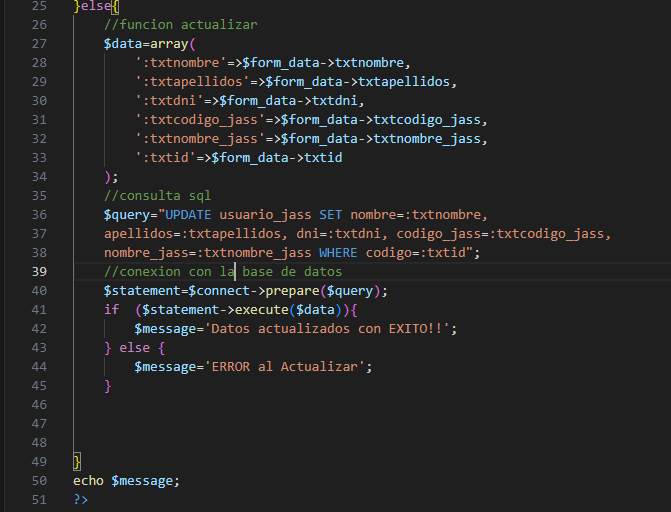 25 }else{
26 //funcion actualizar
27 $data=array(
28 ':txtnombre'=>$form_data->txtnombre,
29 ':txtapellidos'=>$form_data->txtapellidos,
30 ':txtdni'=>$form_data->txtdni,
31 ':txtcodigo_jass'=>$form_data->txtcodigo_jass,
32 ':txtnombre_jass'=>$form_data->txtnombre_jass,
33 ':txtid'=>$form_data->txtid
34 );
35 //consulta sql
36 $query="UPDATE usuario_jass SET nombre=:txtnombre,
37 apellidos=:txtapellidos, dni=:txtdni, codigo_jass=:txtcodigo_jass,
38 nombre_jass=:txtnombre_jass WHERE codigo=:txtid";
39 //conexion con la base de datos
40 $statement=$connect->prepare($query);
41 if ($statement->execute($data)){
42 $message='Datos actualizados con EXITO!!';
43 } else {
44 $message='ERROR al Actualizar';
45 }
46
47
48
49 }
50 echo $message;
51 ?>